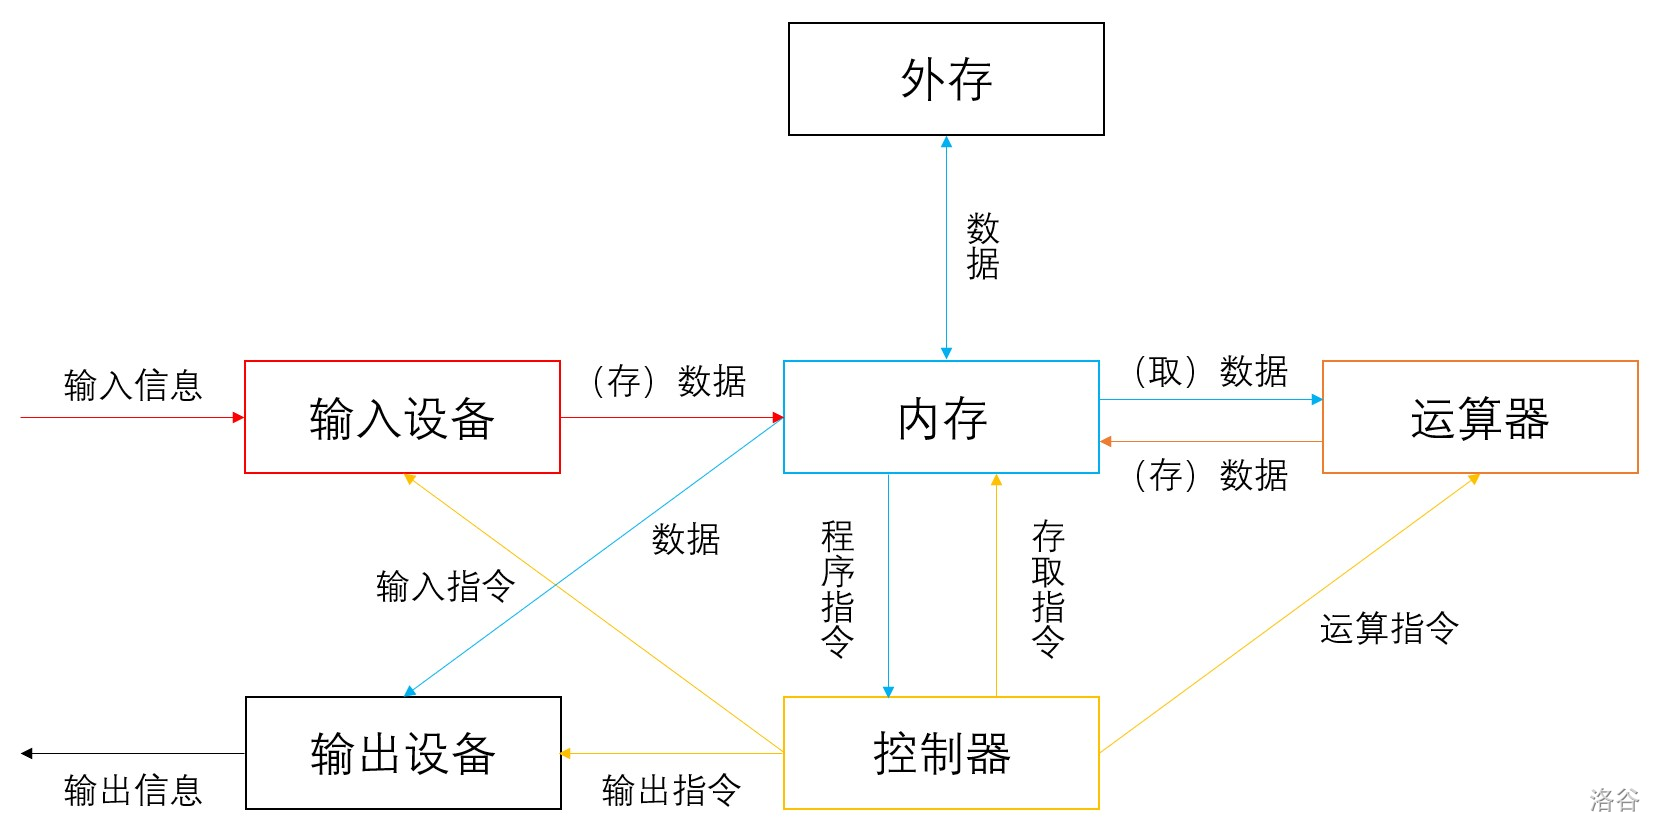 外存
数据
输入信息
输入设备
（存）数据
内存
（取）数据
（存）数据
运算器
数据
输入指令
程序指令
存取指令
运算指令
输出信息
输出设备
输出指令
控制器
洛谷